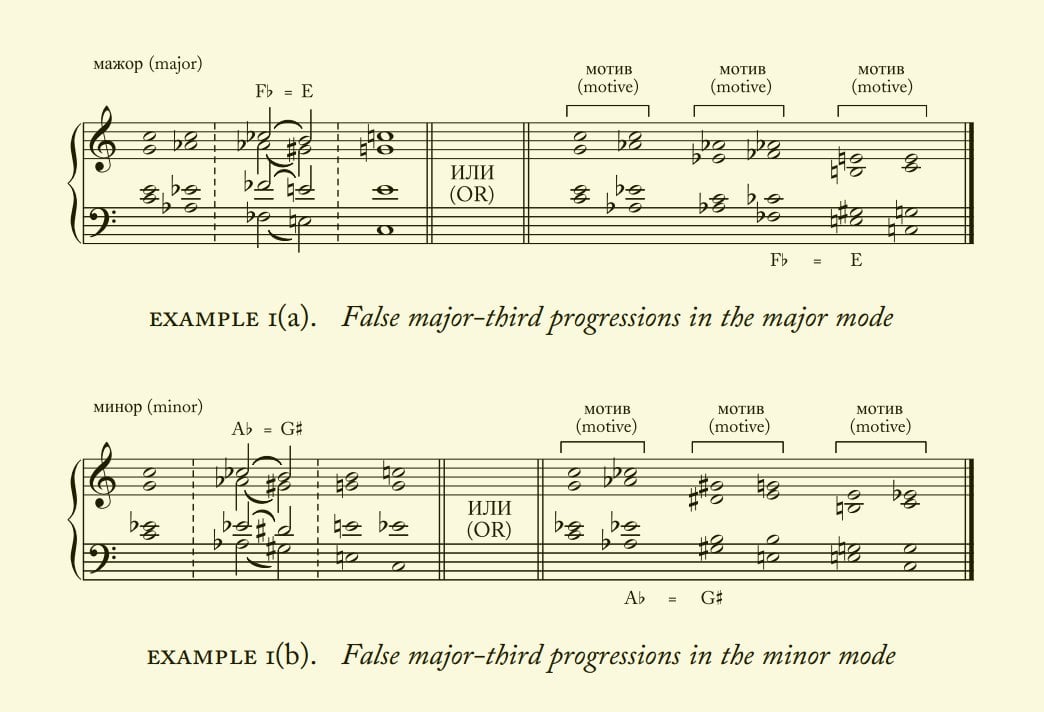 мажор (major)
F♭ = E
мотив
(motive)
мотив
(motive)
мотив
(motive)
ИЛИ
(OR)
F♭ = E
EXAMPLE I(a). False major-third progressions in the major mode
минор (minor)
A♭ = G♯
мотив
(motive)
мотив
(motive)
мотив
(motive)
ИЛИ
(OR)
A♭ = G♯
EXAMPLE I(b). False major-third progressions in the minor mode